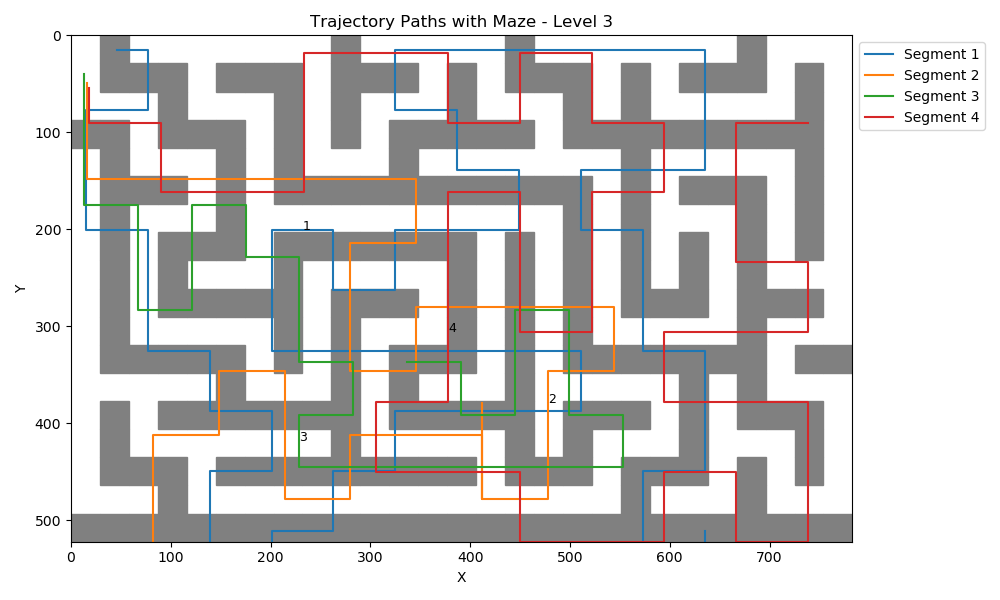 Trajectory Paths with Maze - Level 3
Segment 1
Segment 2
Segment 3
Segment 4
0
100
200
300
400
500
Y
1
4
2
3
0 100 200 300 400 500 600 700
X